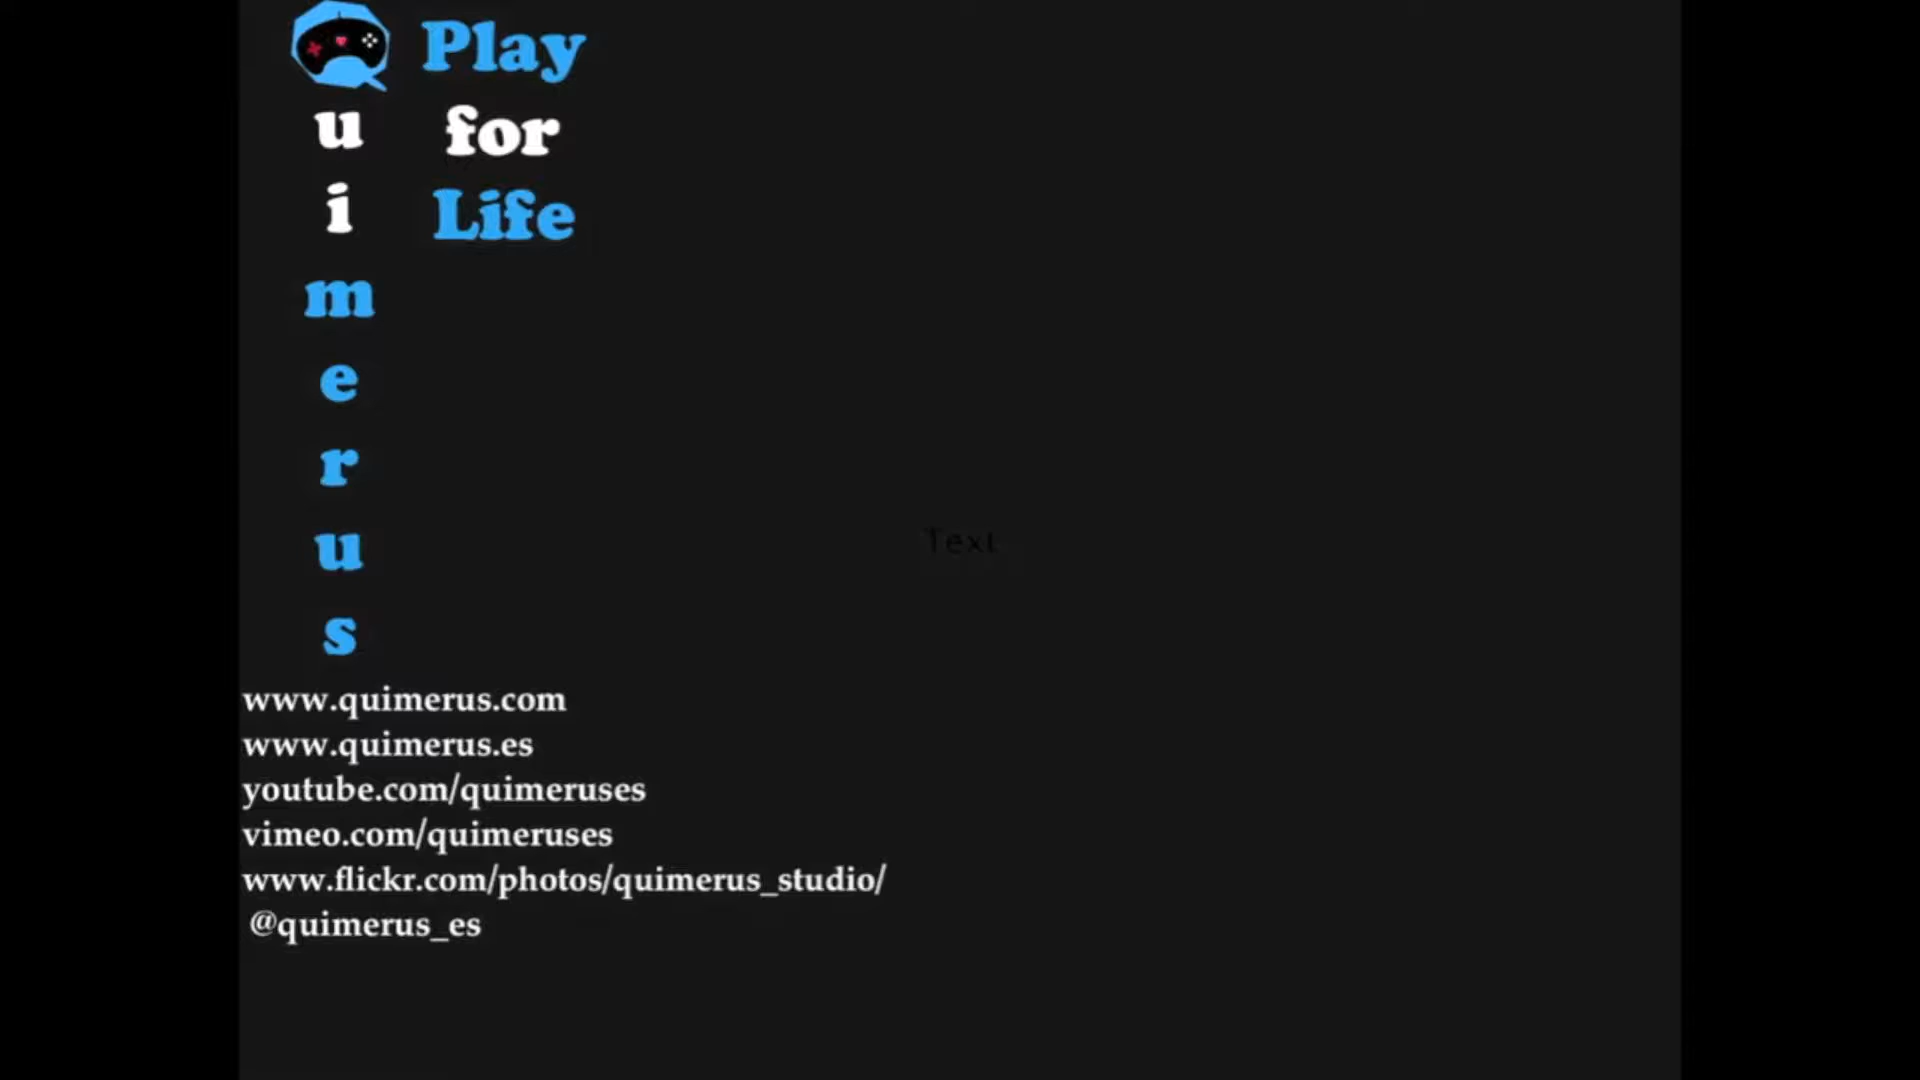 Quimerus
Play
for
Life
Text
www.quimerus.com
www.quimerus.es
youtube.com/quimeruses
vimeo.com/quimeruses
www.flickr.com/photos/quimerus_studio/
@quimerus_es